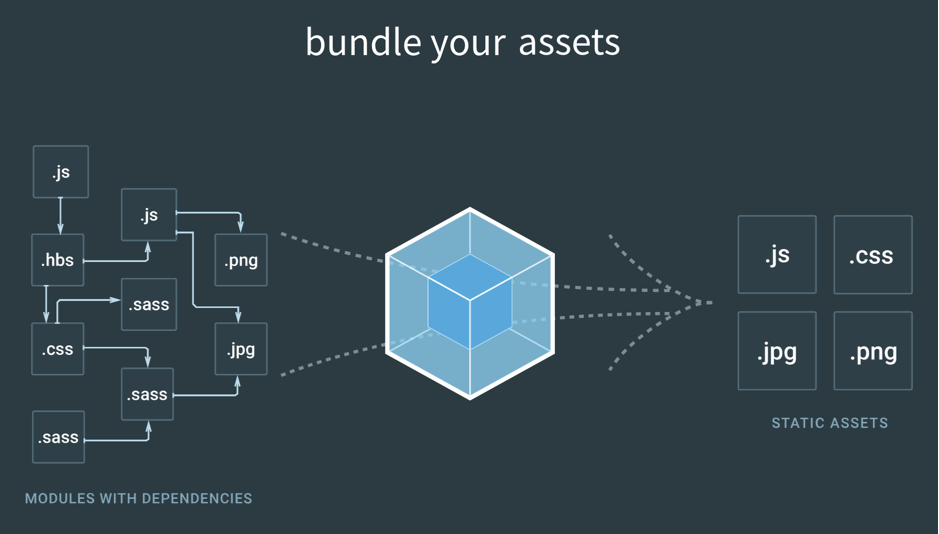 bundle your assets
.js
.js
.hbs
.png
.sass
.css
.jpg
.sass
.sass
MODULES WITH DEPENDENCIES
.js
.css
.jpg
.png
STATIC ASSETS